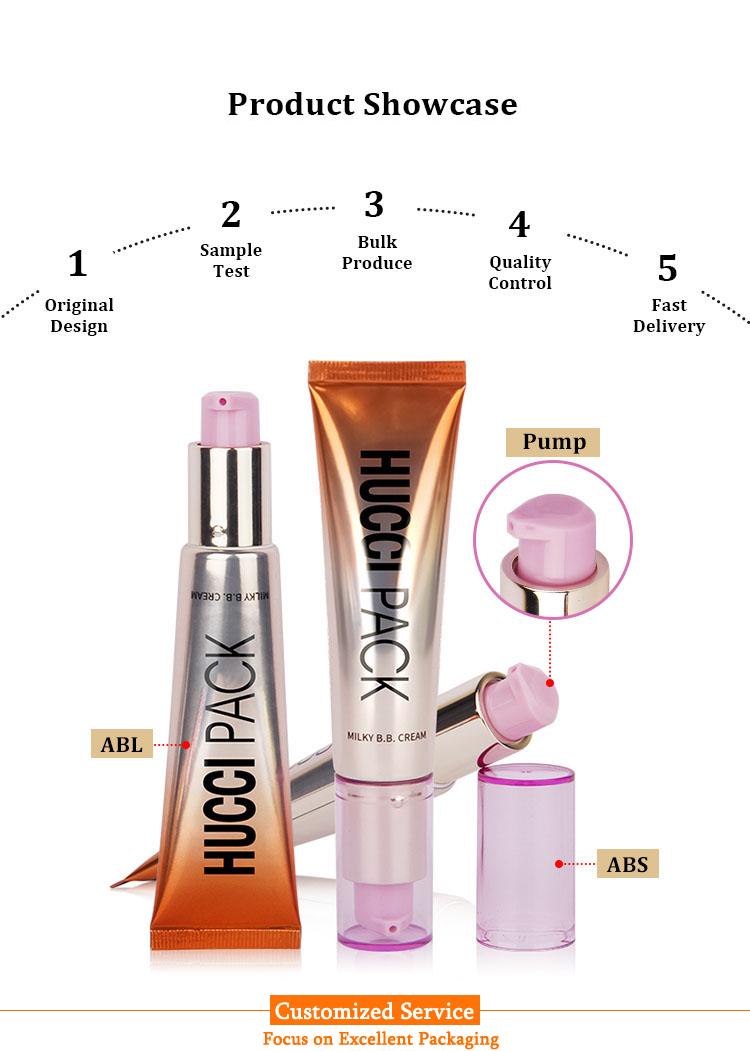 Product Showcase
1
Original
Design
2
Sample
Test
3
Bulk
Produce
4
Quality
Control
5
Fast
Delivery
Pump
MILKY B.B. CREAM
HUCCI PACK
HUCCI PACK
MILKY B.B. CREAM
ABL
ABS
Customized Service
Focus on Excellent Packaging